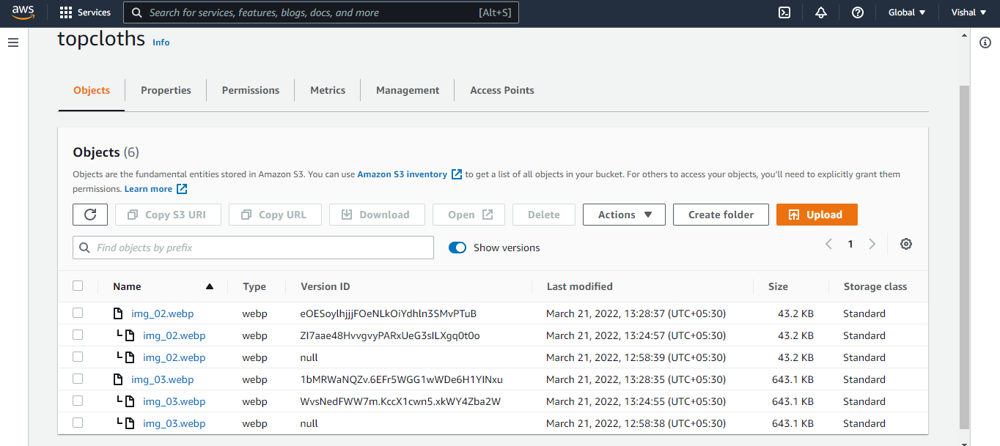 aws Services Search for services, features, blogs, docs, and more [Alt+S] Global Vishal
topcloths Info
Objects Properties Permissions Metrics Management Access Points
Objects (6)
Objects are the fundamental entities stored in Amazon S3. You can use Amazon S3 inventory to get a list of all objects in your bucket. For others to access your objects, you'll need to explicitly grant them
permissions. Learn more
Copy S3 URI Copy URL Download Open Delete Actions Create folder Upload
Find objects by prefix Show versions 1
Name Type Version ID Last modified Size Storage class
img_02.webp webp eOESoylhjjjFOeNLkOiYdhln3SMvPTuB March 21, 2022, 13:28:37 (UTC+05:30) 43.2 KB Standard
img_02.webp webp ZI7aae48HvvgvyPARxUeG3sILXgq0t0o March 21, 2022, 13:24:57 (UTC+05:30) 43.2 KB Standard
img_02.webp webp null March 21, 2022, 12:58:39 (UTC+05:30) 43.2 KB Standard
img_03.webp webp 1bMRWaNQZv.6EFr5WGG1wWDe6H1YINxu March 21, 2022, 13:28:35 (UTC+05:30) 643.1 KB Standard
img_03.webp webp WvsNedFWW7m.KccX1cwn5.xkWY4Zba2W March 21, 2022, 13:24:55 (UTC+05:30) 643.1 KB Standard
img_03.webp webp null March 21, 2022, 12:58:38 (UTC+05:30) 643.1 KB Standard